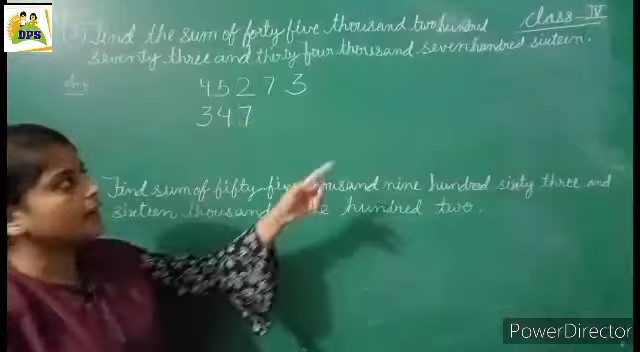 DPS
Class-IV
Find the sum of forty five thousand two hundred
seventy three and thirty four thousand seven hundred sixteen.
Ans
45273
347
Find sum of fifty-five thousand nine hundred sixty three and
sixteen thousand hundred two.
PowerDirector